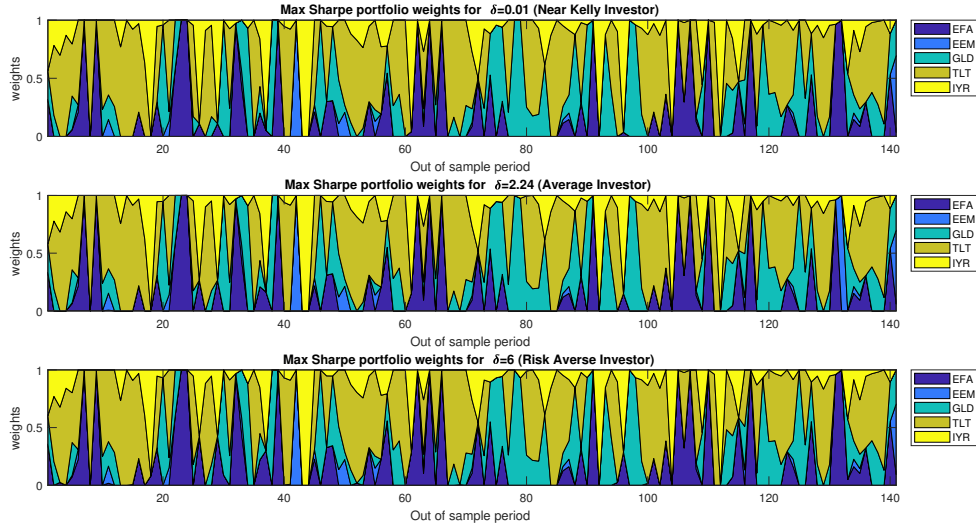 Max Sharpe portfolio weights for δ=0.01 (Near Kelly Investor)
1
0.5
0
weights
20 40 60 80 100 120 140
Out of sample period
EFA
EEM
GLD
TLT
IYR
Max Sharpe portfolio weights for δ=2.24 (Average Investor)
1
0.5
0
weights
20 40 60 80 100 120 140
Out of sample period
EFA
EEM
GLD
TLT
IYR
Max Sharpe portfolio weights for δ=6 (Risk Averse Investor)
1
0.5
0
weights
20 40 60 80 100 120 140
Out of sample period
EFA
EEM
GLD
TLT
IYR